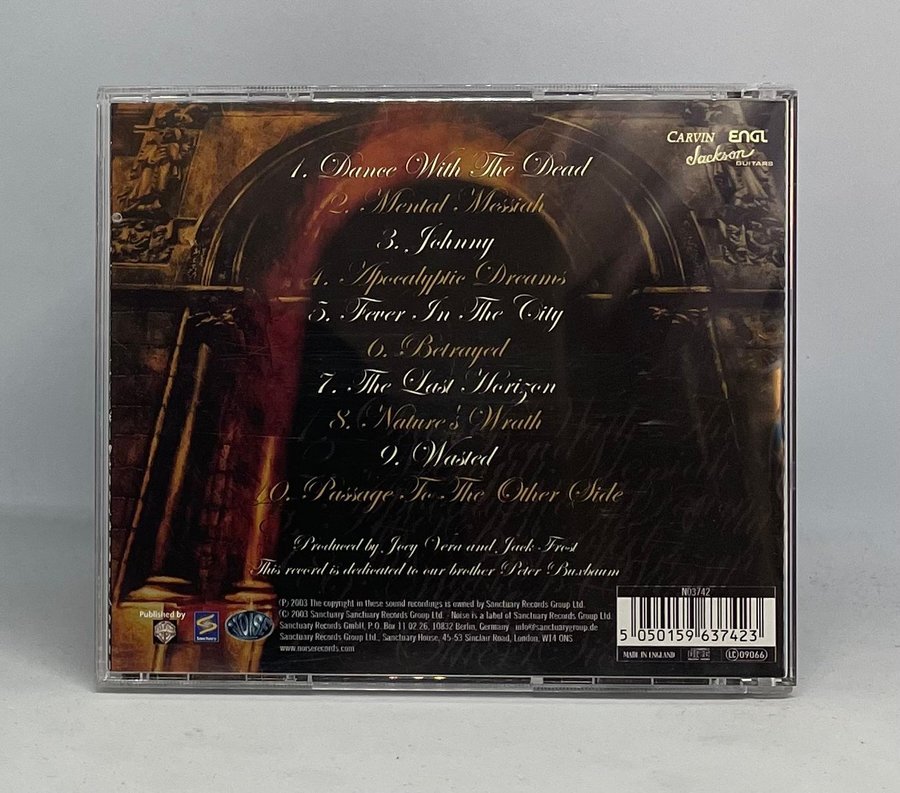 CARVIN ENGL
Jackson
GUITARS
1. Dance With The Dead
2. Mental Messiah
3. Johnny
4. Apocalyptic Dreams
5. Fever In The City
6. Betrayed
7. The Last Horizon
8. Nature's Wrath
9. Wasted
10. Passage To The Other Side
Produced by Joey Vera and Jack Frost
This record is dedicated to our brother Peter Buxbaum
Published by
Sanctuary
NOISE
(P) 2003 The copyright in these sound recordings is owned by Sanctuary Records Group Ltd.
(C) 2003 Sanctuary Sanctuary Records Group Ltd. - Noise is a label of Sanctuary Records Group Ltd.
Sanctuary Records GmbH, P.O. Box 11 02 26, 10832 Berlin, Germany - info@sanctuarygroup.de
Sanctuary Records Group Ltd., Sanctuary House, 45-53 Sinclair Road, London, W14 0NS
www.noiserecords.com
N03742
5 050159 637423
MADE IN ENGLAND
LC 09066